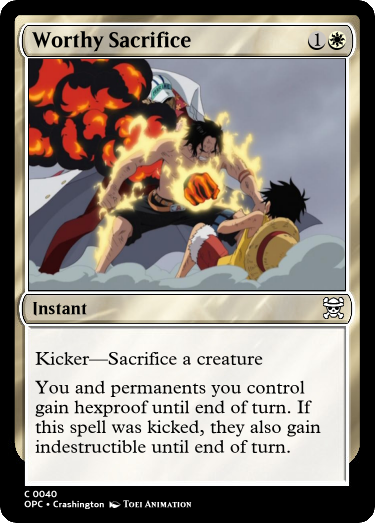 Worthy Sacrifice 1
Instant
Kicker—Sacrifice a creature
You and permanents you control
gain hexproof until end of turn. If
this spell was kicked, they also gain
indestructible until end of turn.
C 0040
OPC • Crashington TOEI ANIMATION